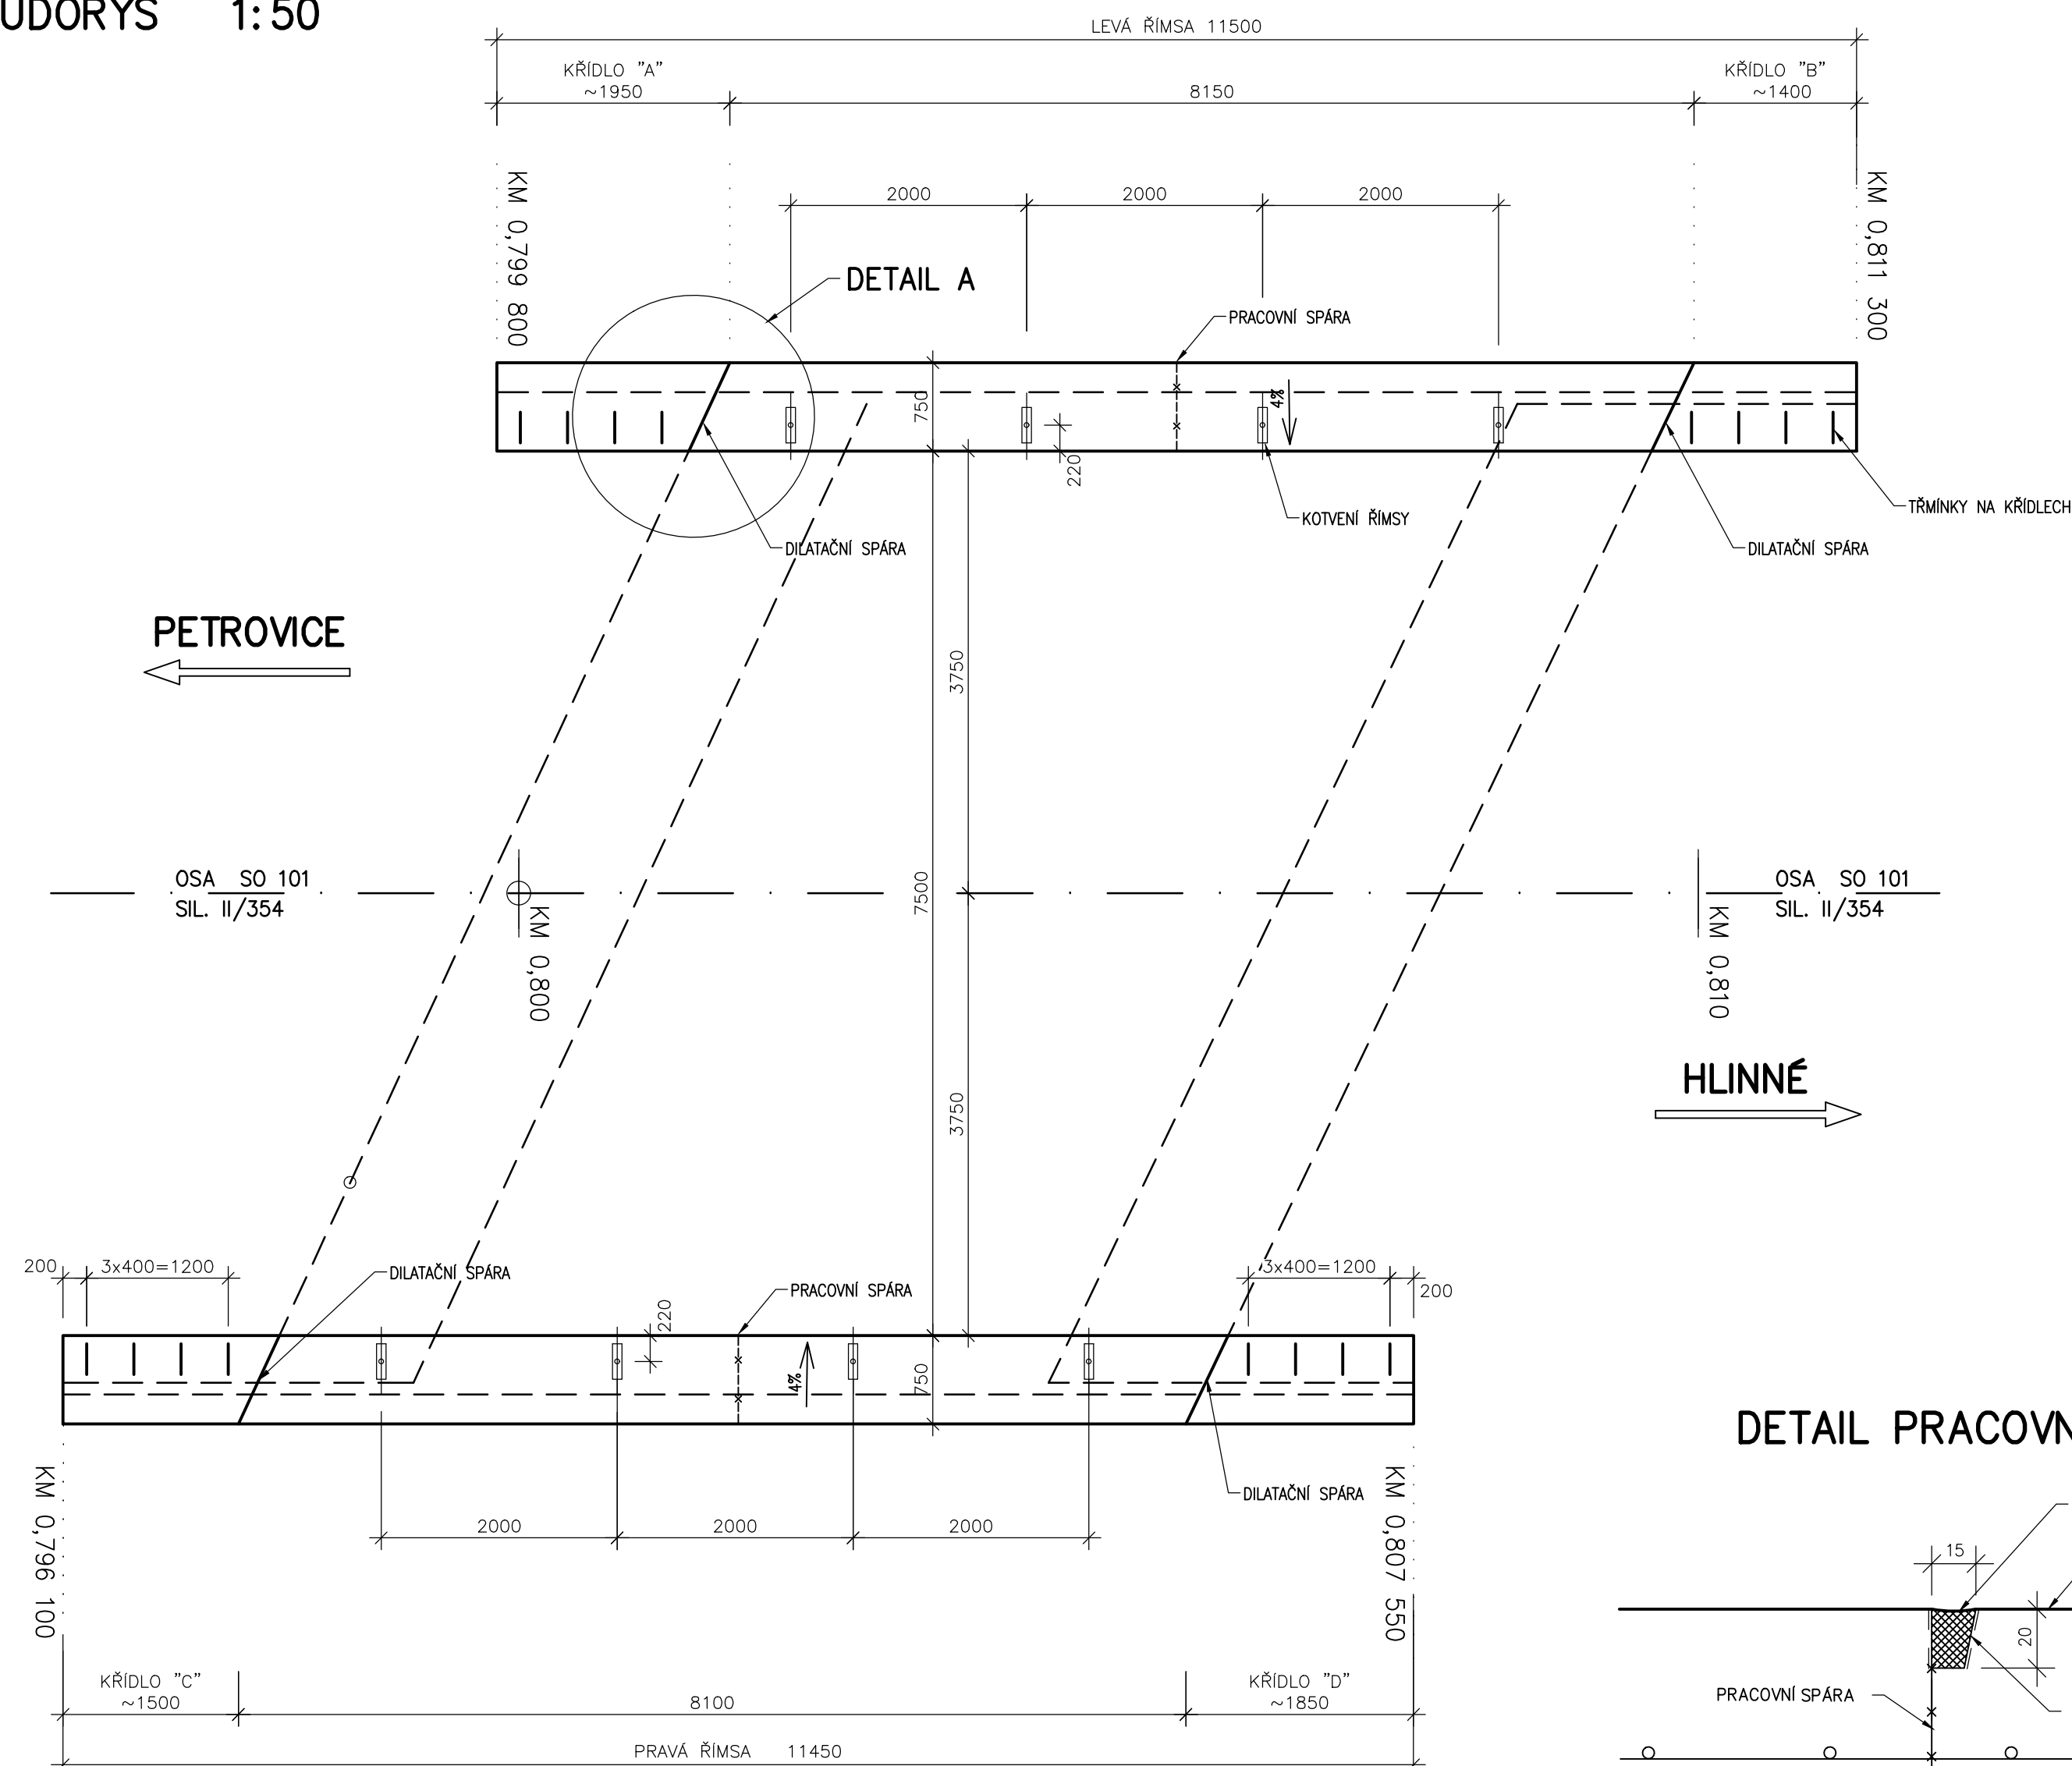 PŮDORYS 1:50
LEVÁ ŘÍMSA 11500
KŘÍDLO "A"
~1950
8150
KŘÍDLO "B"
~1400
KM 0,799 800
2000
2000
2000
KM 0,811 300
DETAIL A
PRACOVNÍ SPÁRA
750
4%
220
KOTVENÍ ŘÍMSY
TŘMÍNKY NA KŘÍDLECH
DILATAČNÍ SPÁRA
DILATAČNÍ SPÁRA
PETROVICE
3750
OSA SO 101
SIL. II/354
KM 0,800
7500
OSA SO 101
SIL. II/354
KM 0,810
HLINNÉ
3750
200
3x400=1200
DILATAČNÍ SPÁRA
PRACOVNÍ SPÁRA
220
3x400=1200
200
4%
750
DILATAČNÍ SPÁRA
KM 0,796 100
2000
2000
2000
KM 0,807 550
KŘÍDLO "C"
~1500
8100
KŘÍDLO "D"
~1850
PRAVÁ ŘÍMSA 11450
DETAIL PRACOVN
15
20
PRACOVNÍ SPÁRA